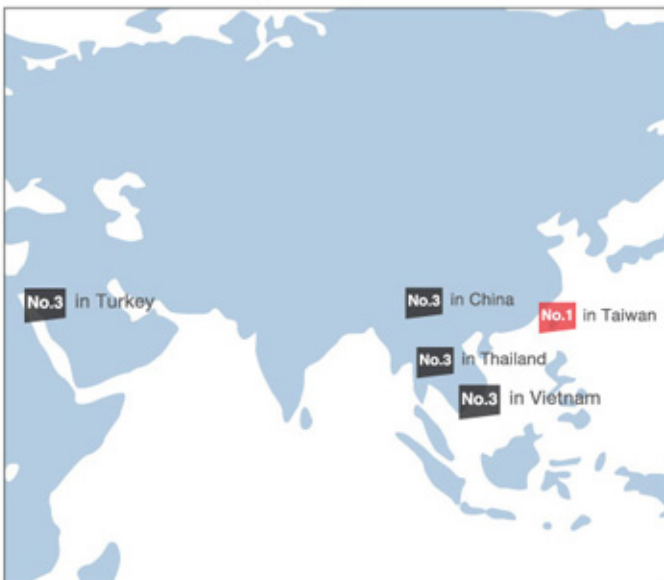 No.3 in Turkey
No.3 in China
No.1 in Taiwan
No.3 in Thailand
No.3 in Vietnam